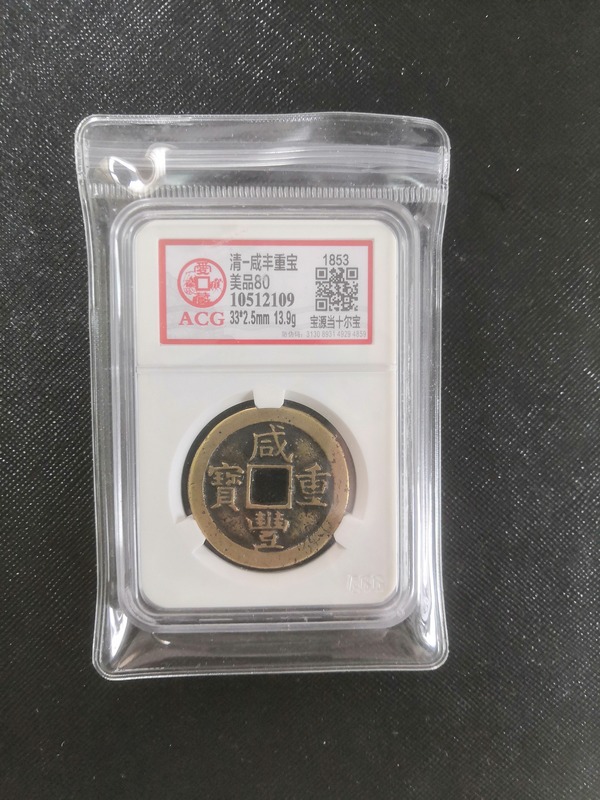 清-咸丰重宝
1853
美品80
10512109
ACG
33*2.5mm 13.9g
宝源当十尔宝
咸
寶 重
豐